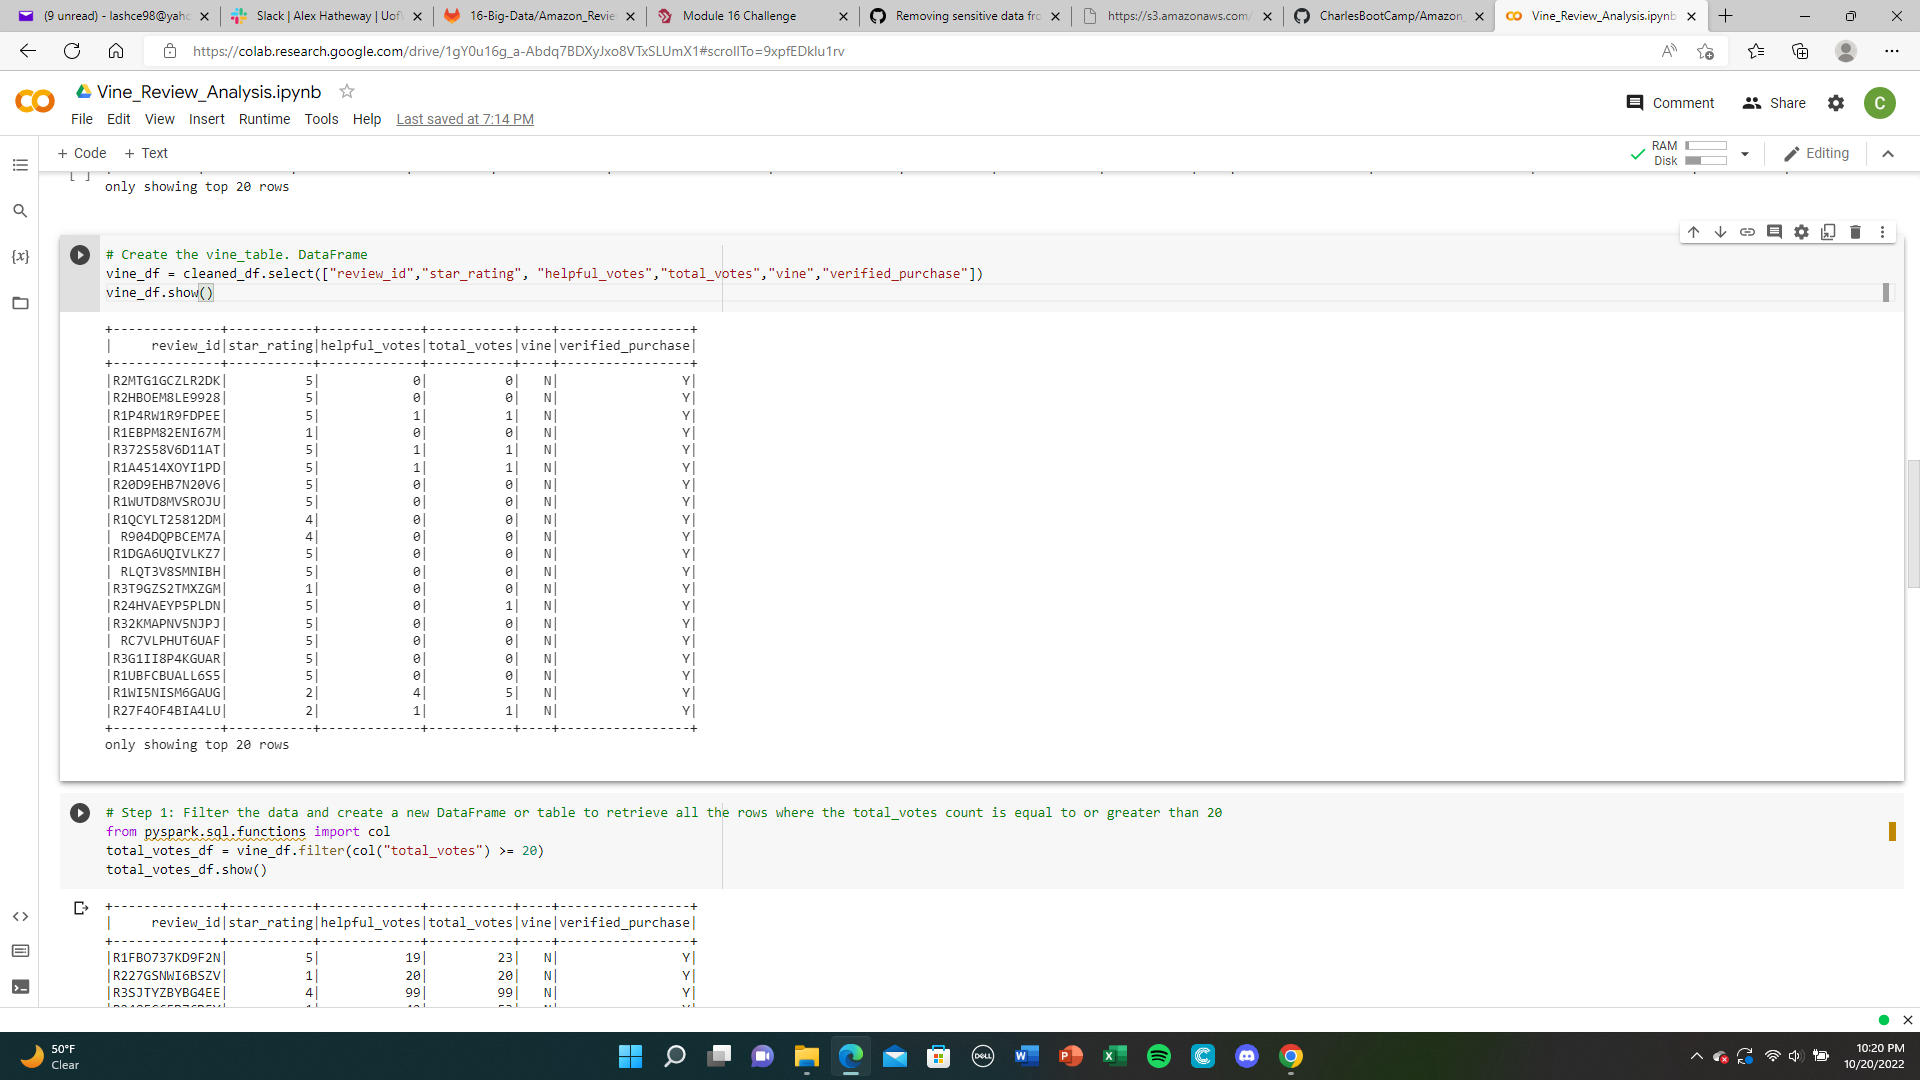 (9 unread) - lashce98@yaho
Slack | Alex Hatheway | Uof
16-Big-Data/Amazon_Revie
Module 16 Challenge
Removing sensitive data fro
https://s3.amazonaws.com/
CharlesBootCamp/Amazon_
Vine_Review_Analysis.ipynb
https://colab.research.google.com/drive/1gY0u16g_a-Abdq7BDXyJxo8VTxSLUmX1#scrollTo=9xpfEDkIu1rv
Vine_Review_Analysis.ipynb
Comment
Share
C
File Edit View Insert Runtime Tools Help Last saved at 7:14 PM
+ Code + Text
RAM
Disk
Editing
[ ]
only showing top 20 rows
{x}
# Create the vine_table. DataFrame
vine_df = cleaned_df.select(["review_id","star_rating", "helpful_votes","total_votes","vine","verified_purchase"])
vine_df.show()
+--------------+-----------+-------------+-----------+----+-----------------+
|     review_id|star_rating|helpful_votes|total_votes|vine|verified_purchase|
+--------------+-----------+-------------+-----------+----+-----------------+
|R2MTG1GCZLR2DK|          5|            0|          0|   N|                Y|
|R2HBOEM8LE9928|          5|            0|          0|   N|                Y|
|R1P4RW1R9FDPEE|          5|            1|          1|   N|                Y|
|R1EBPM82ENI67M|          1|            0|          0|   N|                Y|
|R372S58V6D11AT|          5|            1|          1|   N|                Y|
|R1A4514XOYI1PD|          5|            1|          1|   N|                Y|
|R20D9EHB7N20V6|          5|            0|          0|   N|                Y|
|R1WUTD8MVSROJU|          5|            0|          0|   N|                Y|
|R1QCYLT25812DM|          4|            0|          0|   N|                Y|
| R904DQPBCEM7A|          4|            0|          0|   N|                Y|
|R1DGA6UQIVLKZ7|          5|            0|          0|   N|                Y|
| RLQT3V8SMNIBH|          5|            0|          0|   N|                Y|
|R3T9GZS2TMXZGM|          1|            0|          0|   N|                Y|
|R24HVAEYP5PLDN|          5|            0|          1|   N|                Y|
|R32KMAPNV5NJPJ|          5|            0|          0|   N|                Y|
| RC7VLPHUT6UAF|          5|            0|          0|   N|                Y|
|R3G1II8P4KGUAR|          5|            0|          0|   N|                Y|
|R1UBFCBUALL6S5|          5|            0|          0|   N|                Y|
|R1WI5NISM6GAUG|          2|            4|          5|   N|                Y|
|R27F4OF4BIA4LU|          2|            1|          1|   N|                Y|
+--------------+-----------+-------------+-----------+----+-----------------+
only showing top 20 rows
# Step 1: Filter the data and create a new DataFrame or table to retrieve all the rows where the total_votes count is equal to or greater than 20
from pyspark.sql.functions import col
total_votes_df = vine_df.filter(col("total_votes") >= 20)
total_votes_df.show()
+--------------+-----------+-------------+-----------+----+-----------------+
|     review_id|star_rating|helpful_votes|total_votes|vine|verified_purchase|
+--------------+-----------+-------------+-----------+----+-----------------+
|R1FBO737KD9F2N|          5|           19|         23|   N|                Y|
|R227GSNWI6BSZV|          1|           20|         20|   N|                Y|
|R3SJTYZBYBG4EE|          4|           99|         99|   N|                Y|
50°F
Clear
DELL
10:20 PM
10/20/2022